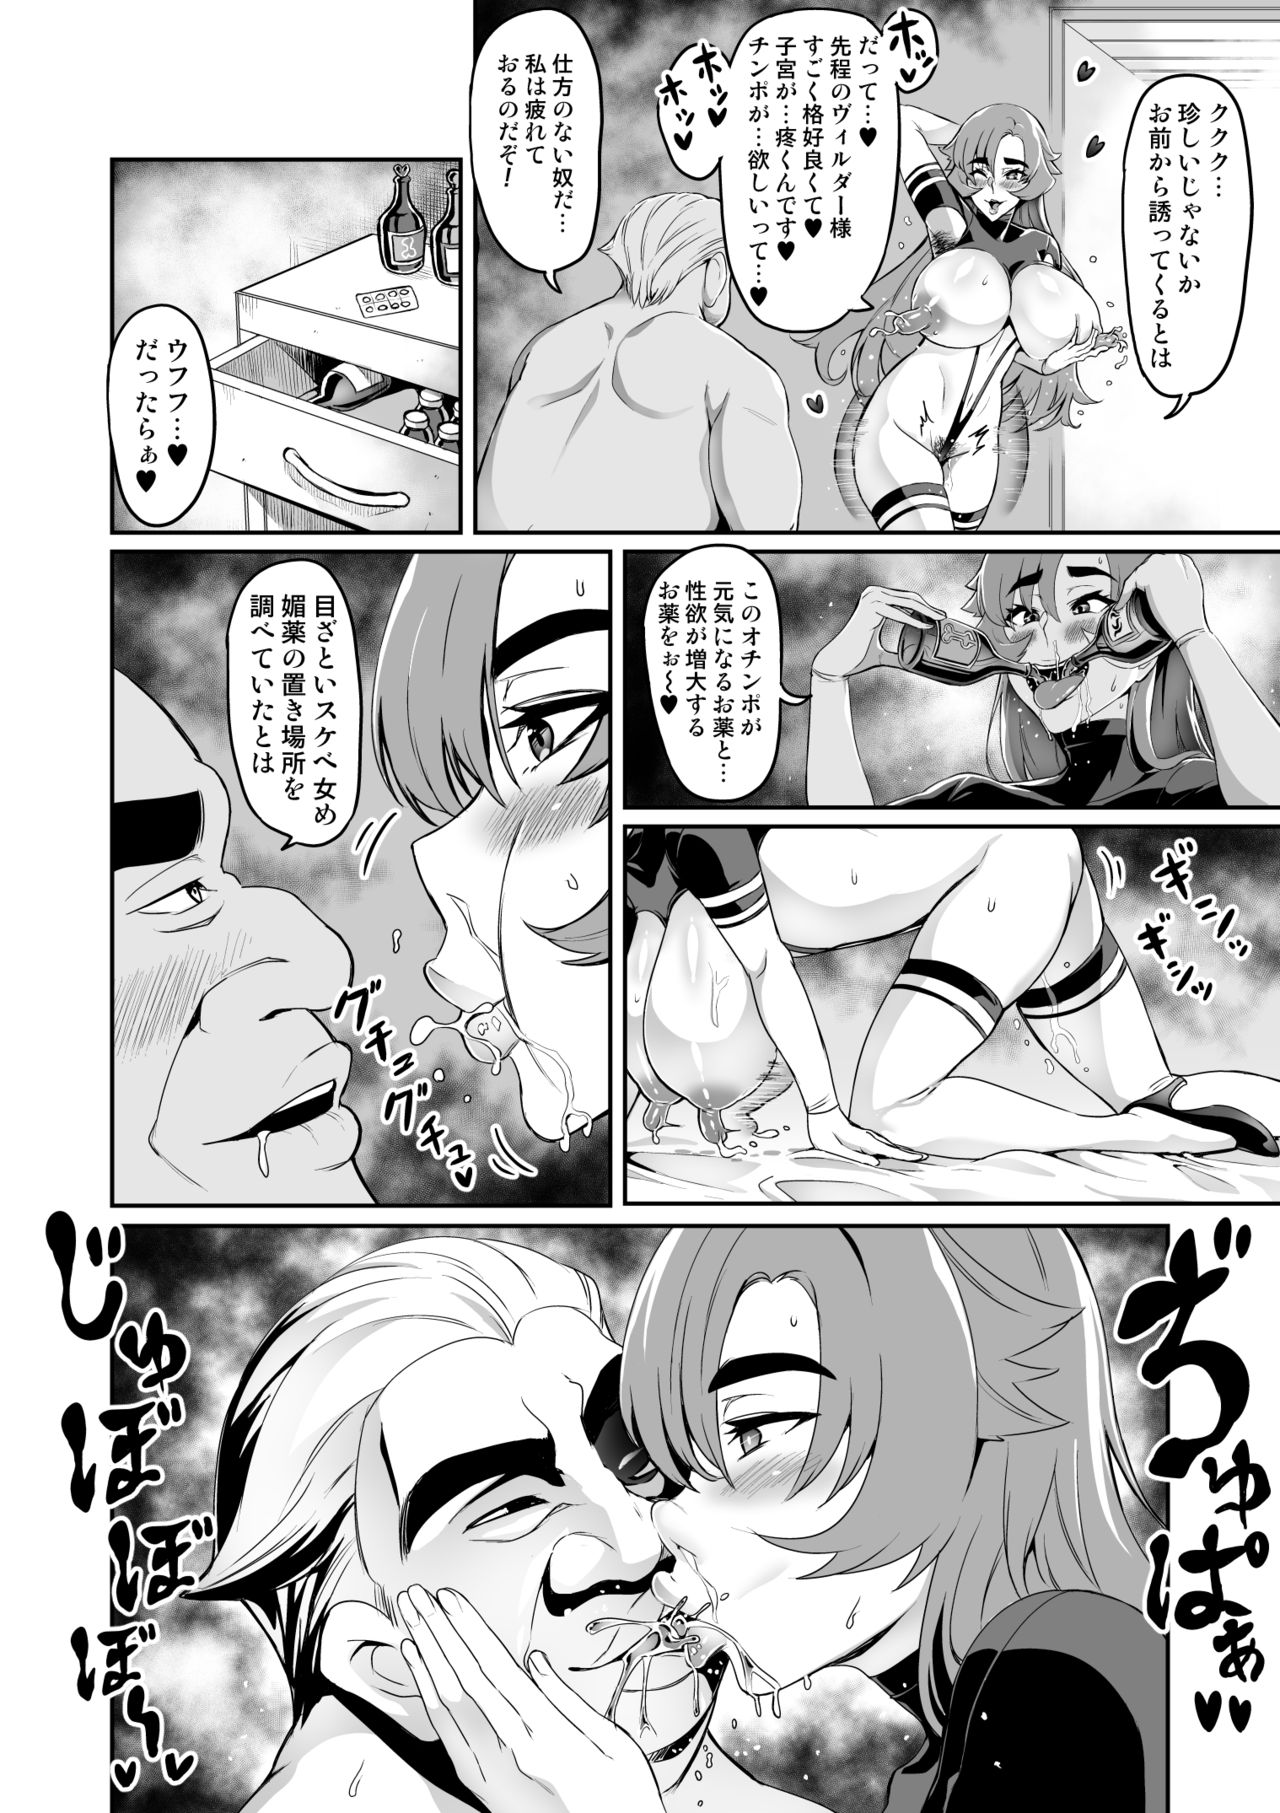 ククク…
珍しいじゃないか
お前から誘ってくるとは
ホッ♥
だって…♥
先程のヴィルダー様
すごく格好良くて♥
子宮が…疼くんです♥
チンポが…欲しいって…♥
ホッ♥
ホッ♥
仕方のない奴だ…
私は疲れて
おるのだぞ!
ウフフ…♥
だったらぁ♥
このオチンポが
元気になるお薬と…
性欲が増大する
お薬をぉ〜♥
ギシッ
ギシッ
目ざといスケベ女め
媚薬の置き場所を
調べていたとは
グチュ
グチュ♥
ぢゅぱぁ♥♥
じゅぼぼぼぼ〜♥♥